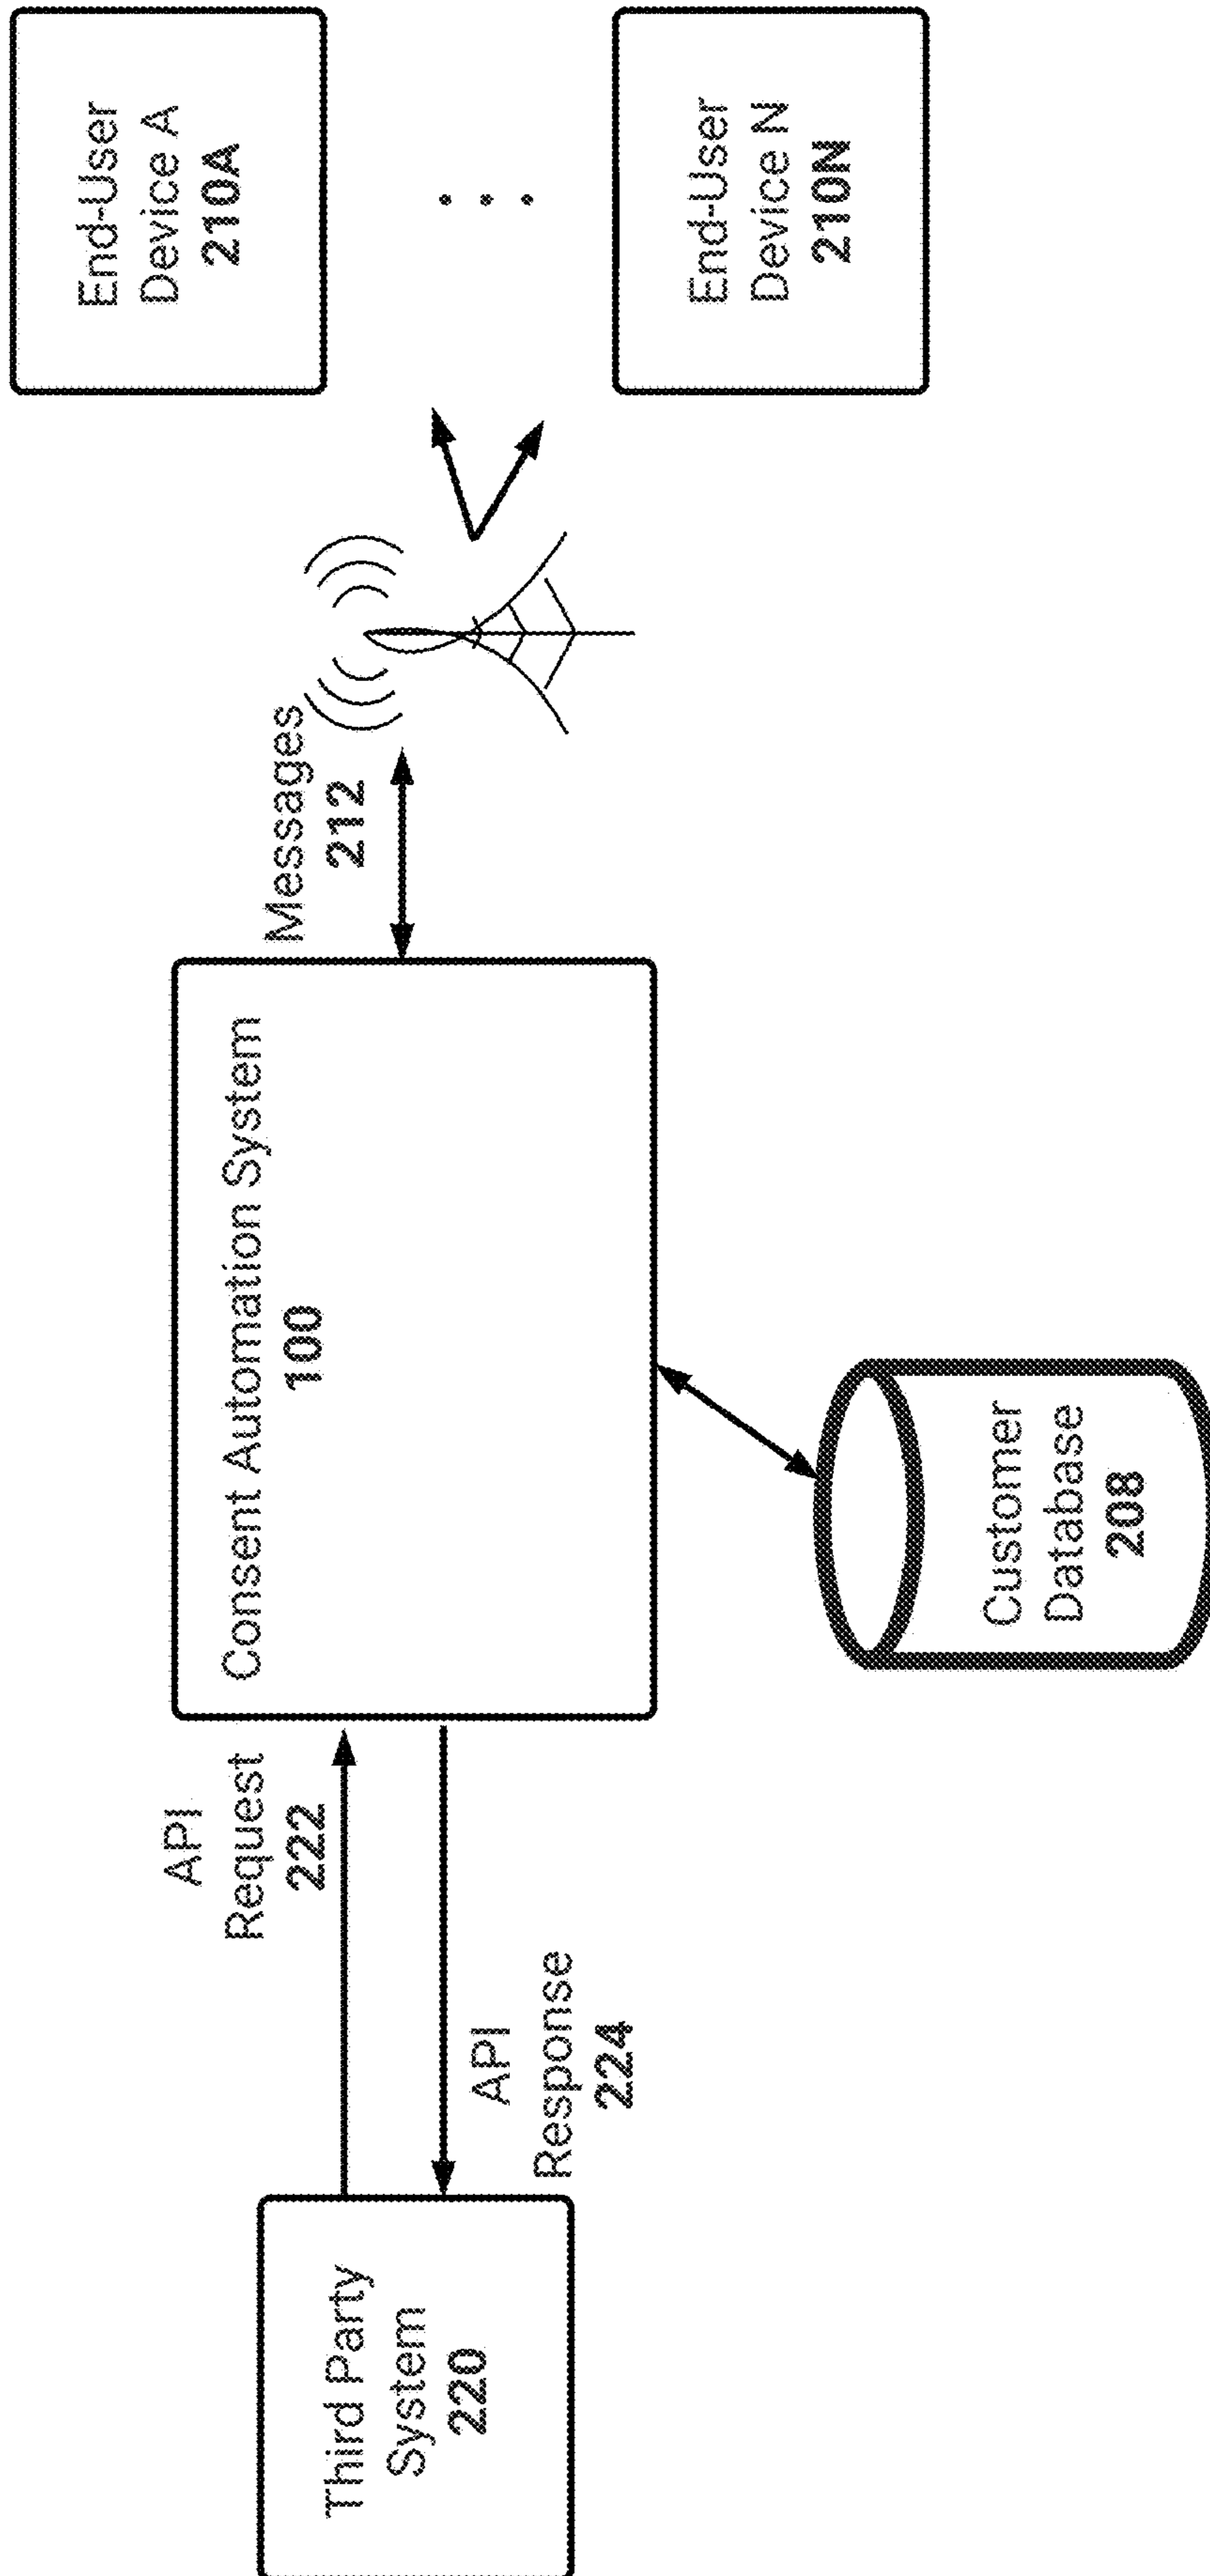 Third Party
System
220
API
Request
222
API
Response
224
Consent Automation System
100
Customer
Database
208
Messages
212
End-User
Device A
210A
End-User
Device N
210N